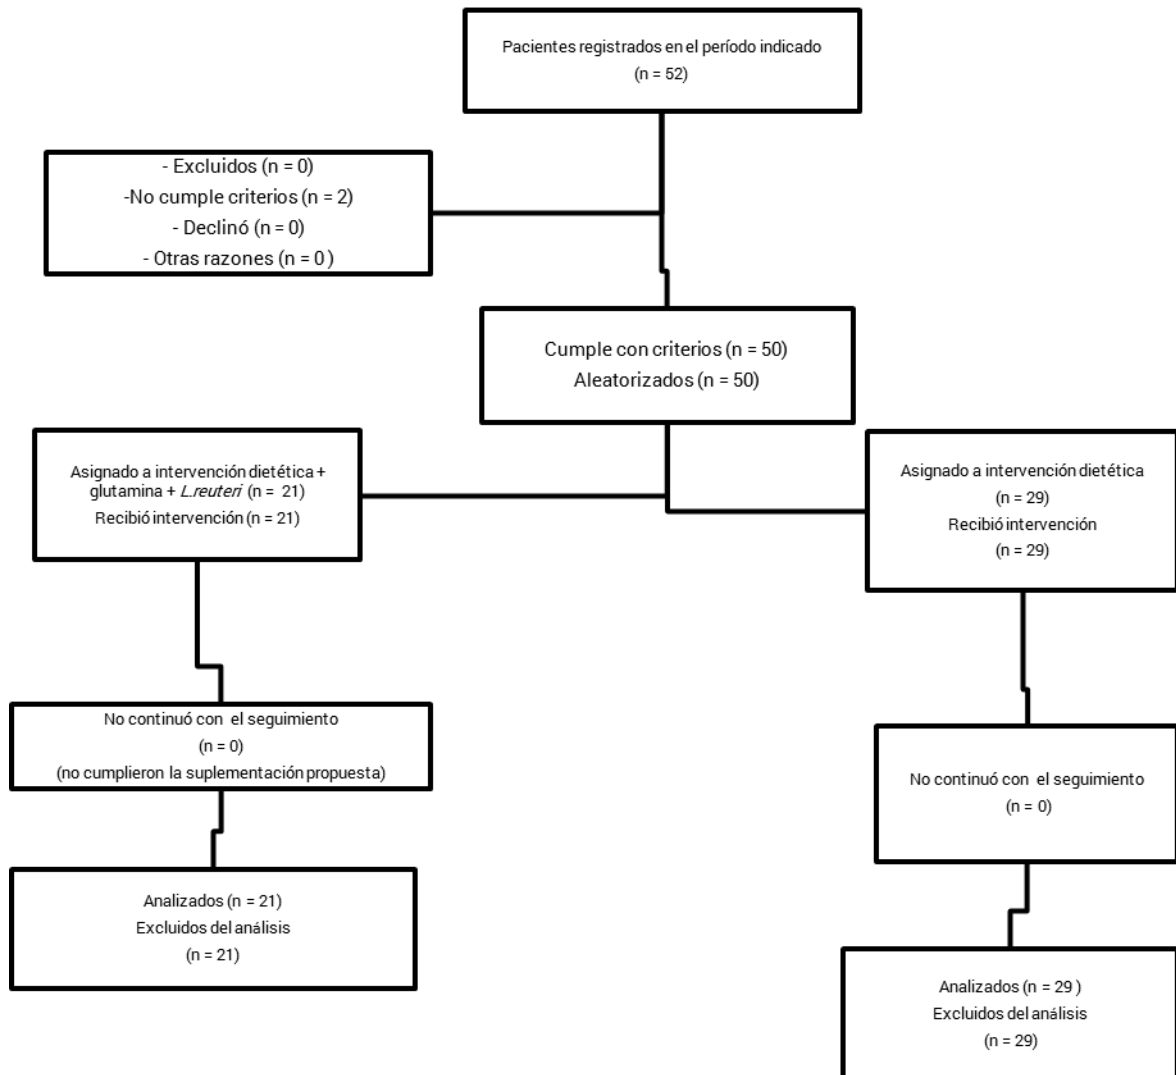 Pacientes registrados en el período indicado
(n = 52)
- Excluidos (n = 0)
-No cumple criterios (n = 2)
- Declinó (n = 0)
- Otras razones (n = 0 )
Cumple con criterios (n = 50)
Aleatorizados (n = 50)
Asignado a intervención dietética +
glutamina + L.reuteri (n = 21)
Recibió intervención (n = 21)
Asignado a intervención dietética
(n = 29)
Recibió intervención
(n = 29)
No continuó con el seguimiento
(n = 0)
(no cumplieron la suplementación propuesta)
No continuó con el seguimiento
(n = 0)
Analizados (n = 21)
Excluidos del análisis
(n = 21)
Analizados (n = 29 )
Excluidos del análisis
(n = 29)